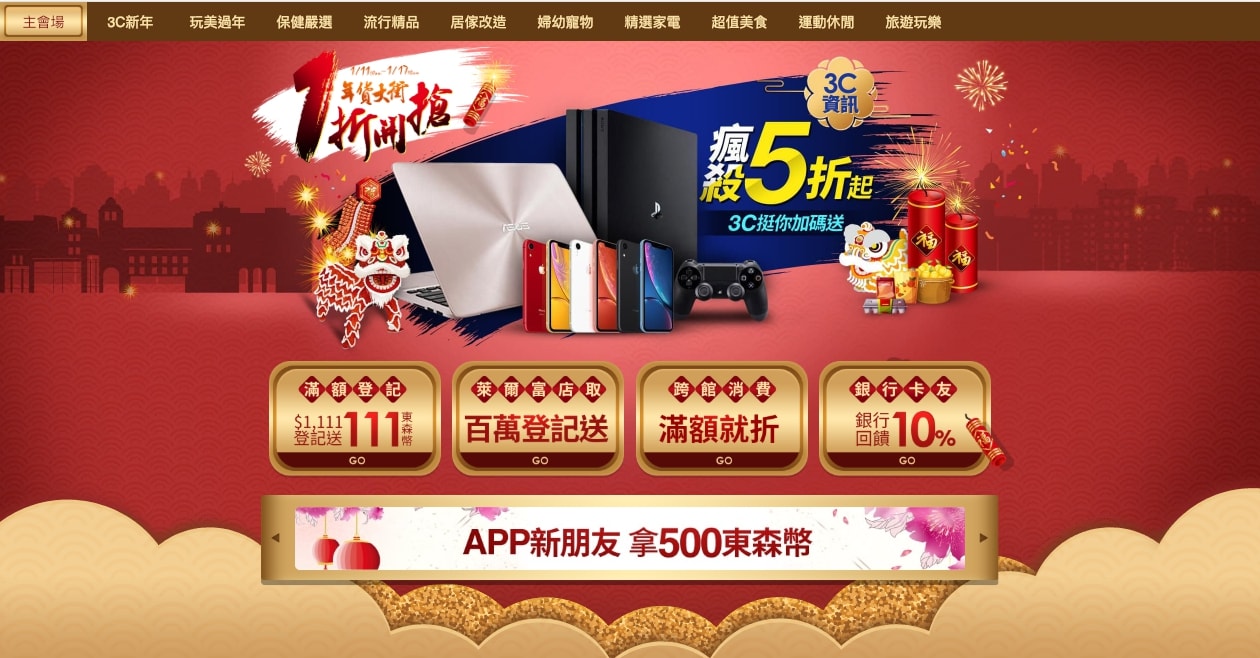 主會場 3C新年 玩美過年 保健嚴選 流行精品 居傢改造 婦幼寵物 精選家電 超值美食 運動休閒 旅遊玩樂
年貨大街
1折開搶
3C
資訊
瘋殺5折起
3C挺你加碼送
ASUS
福
福
滿額登記
$1,111
登記送
111
東森幣
GO
萊爾富店取
百萬登記送
GO
跨館消費
滿額就折
GO
銀行卡友
銀行
回饋
10%
GO
APP新朋友 拿500東森幣